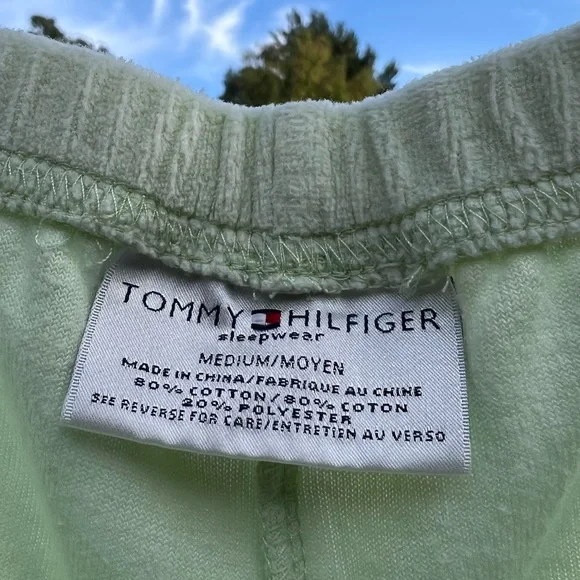 TOMMY HILFIGER
sleepwear
MEDIUM/MOYEN
MADE IN CHINA/FABRIQUE AU CHINE
80% COTTON/80% COTON
20% POLYESTER
SEE REVERSE FOR CARE/ENTRETIEN AU VERSO